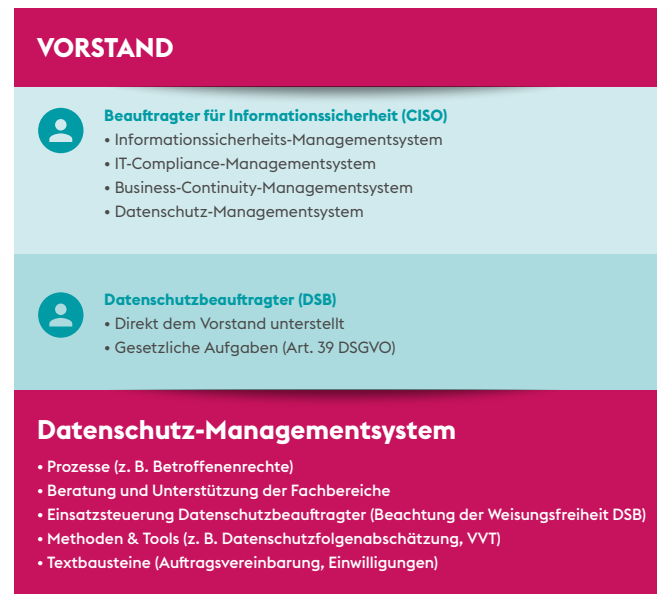 VORSTAND
Beauftragter für Informationssicherheit (CISO)
• Informationssicherheits-Managementsystem
• IT-Compliance-Managementsystem
• Business-Continuity-Managementsystem
• Datenschutz-Managementsystem
Datenschutzbeauftragter (DSB)
• Direkt dem Vorstand unterstellt
• Gesetzliche Aufgaben (Art. 39 DSGVO)
Datenschutz-Managementsystem
• Prozesse (z. B. Betroffenenrechte)
• Beratung und Unterstützung der Fachbereiche
• Einsatzsteuerung Datenschutzbeauftragter (Beachtung der Weisungsfreiheit DSB)
• Methoden & Tools (z. B. Datenschutzfolgenabschätzung, VVT)
• Textbausteine (Auftragsvereinbarung, Einwilligungen)